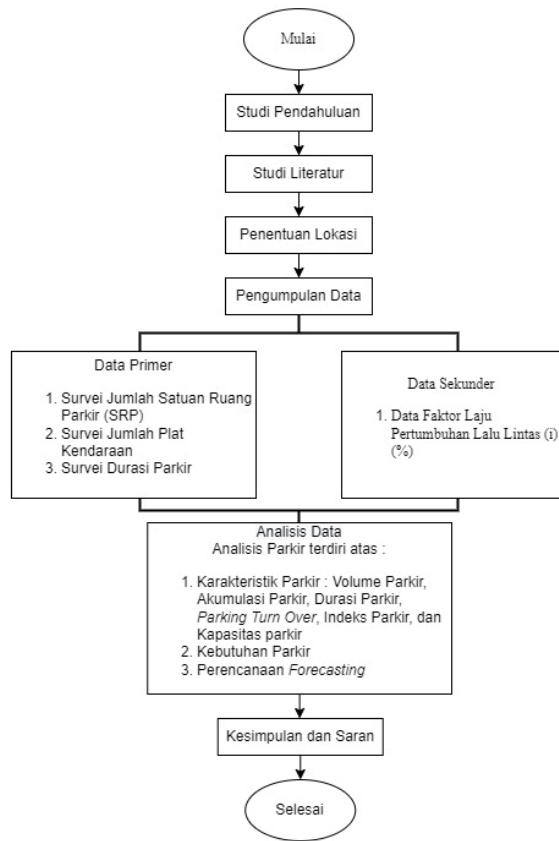 Mulai
Studi Pendahuluan
Studi Literatur
Penentuan Lokasi
Pengumpulan Data
Data Primer
1. Survei Jumlah Satuan Ruang
Parkir (SRP)
2. Survei Jumlah Plat
Kendaraan
3. Survei Durasi Parkir
Data Sekunder
1. Data Faktor Laju
Pertumbuhan Lalu Lintas (i)
(%)
Analisis Data
Analisis Parkir terdiri atas :
1. Karakteristik Parkir : Volume Parkir,
Akumulasi Parkir, Durasi Parkir,
Parking Turn Over, Indeks Parkir, dan
Kapasitas parkir
2. Kebutuhan Parkir
3. Perencanaan Forecasting
Kesimpulan dan Saran
Selesai